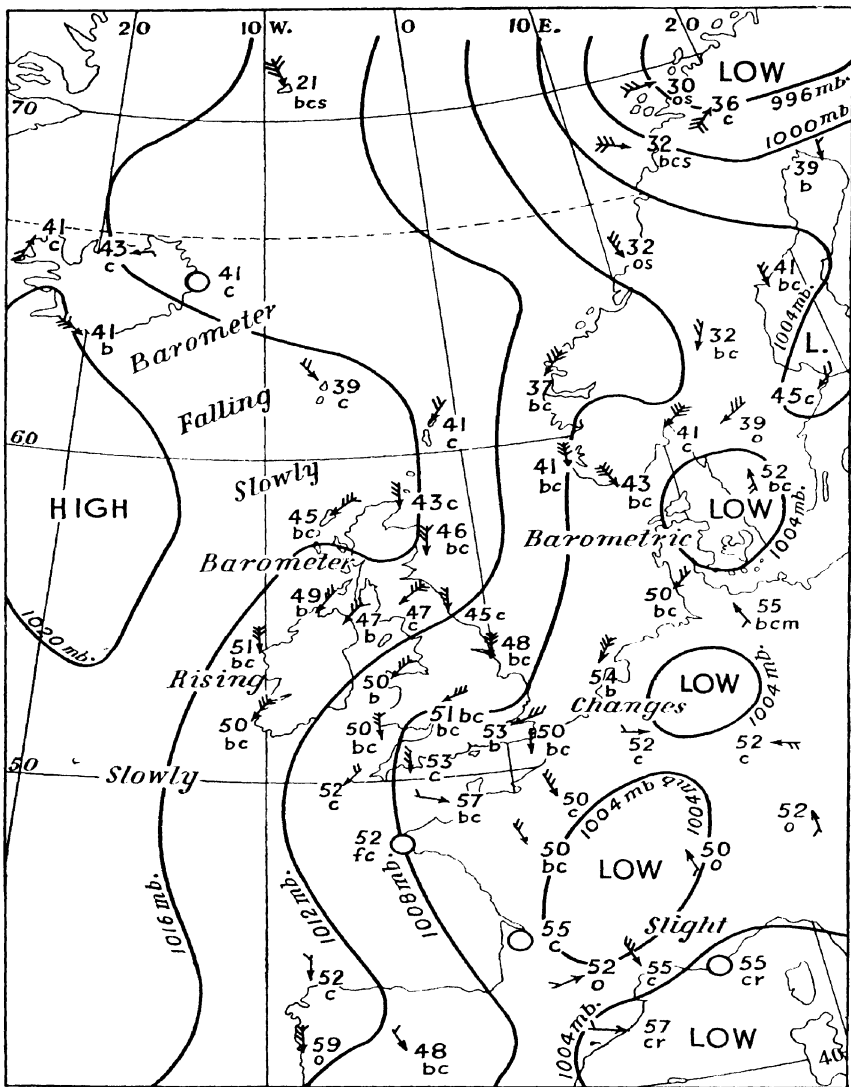 20
10 W.
0
10 E.
20
70
21
bcs
30
os
LOW
36
c
996 mb.
1000 mb.
32
bcs
39
b
41
c
43
c
41
c
32
os
41
bc
1004 mb.
41
b
Barometer
32
bc
L.
39
c
37
bc
45 c
Falling
41
c
41
c
39
o
60
Slowly
41
bc
43
bc
52
bc
HIGH
43 c
LOW
1004 mb.
45
bc
46
bc
Barometric
Barometer
49
b
47
b
47
c
45 c
50
bc
55
bcm
1020 mb.
51
bc
48
bc
Rising
50
b
54
b
LOW
1004 mb.
Changes
50
bc
50
bc
51 bc
bc
53
b
50
bc
52
c
52
c
50
Slowly
53
c
52
c
57
bc
50
c
1004 mb
1004 mb
52
o
52
fc
50
bc
LOW
50
o
1016 mb.
1012 mb.
1008 mb.
55
c
Slight
52
c
52
o
55
c
55
cr
1004 mb.
59
o
48
bc
57
cr
LOW
40